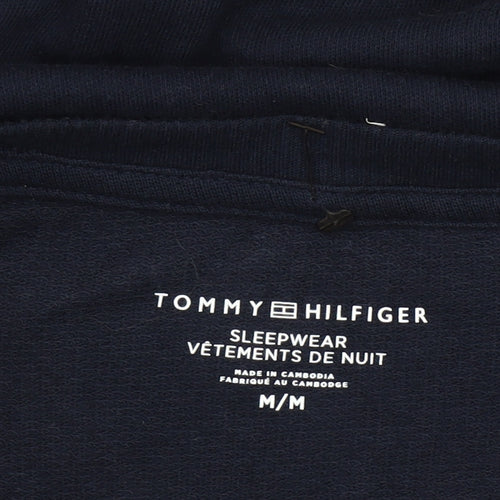 TOMMY HILFIGER
SLEEPWEAR
VÊTEMENTS DE NUIT
MADE IN CAMBODIA
FABRIQUÉ AU CAMBODGE
M/M